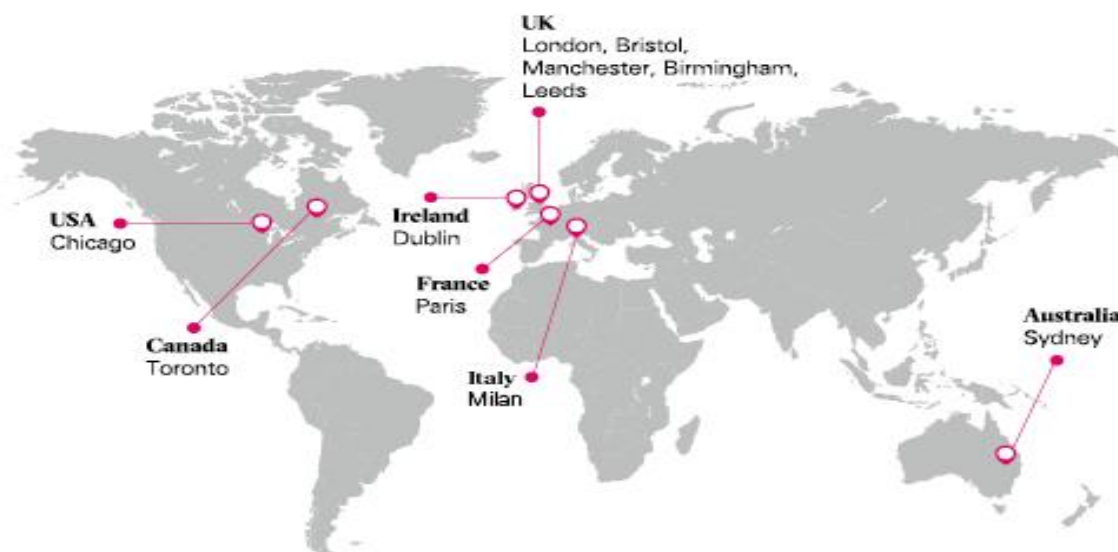 UK
London, Bristol,
Manchester, Birmingham,
Leeds
USA
Chicago
Ireland
Dublin
France
Paris
Canada
Toronto
Italy
Milan
Australia
Sydney